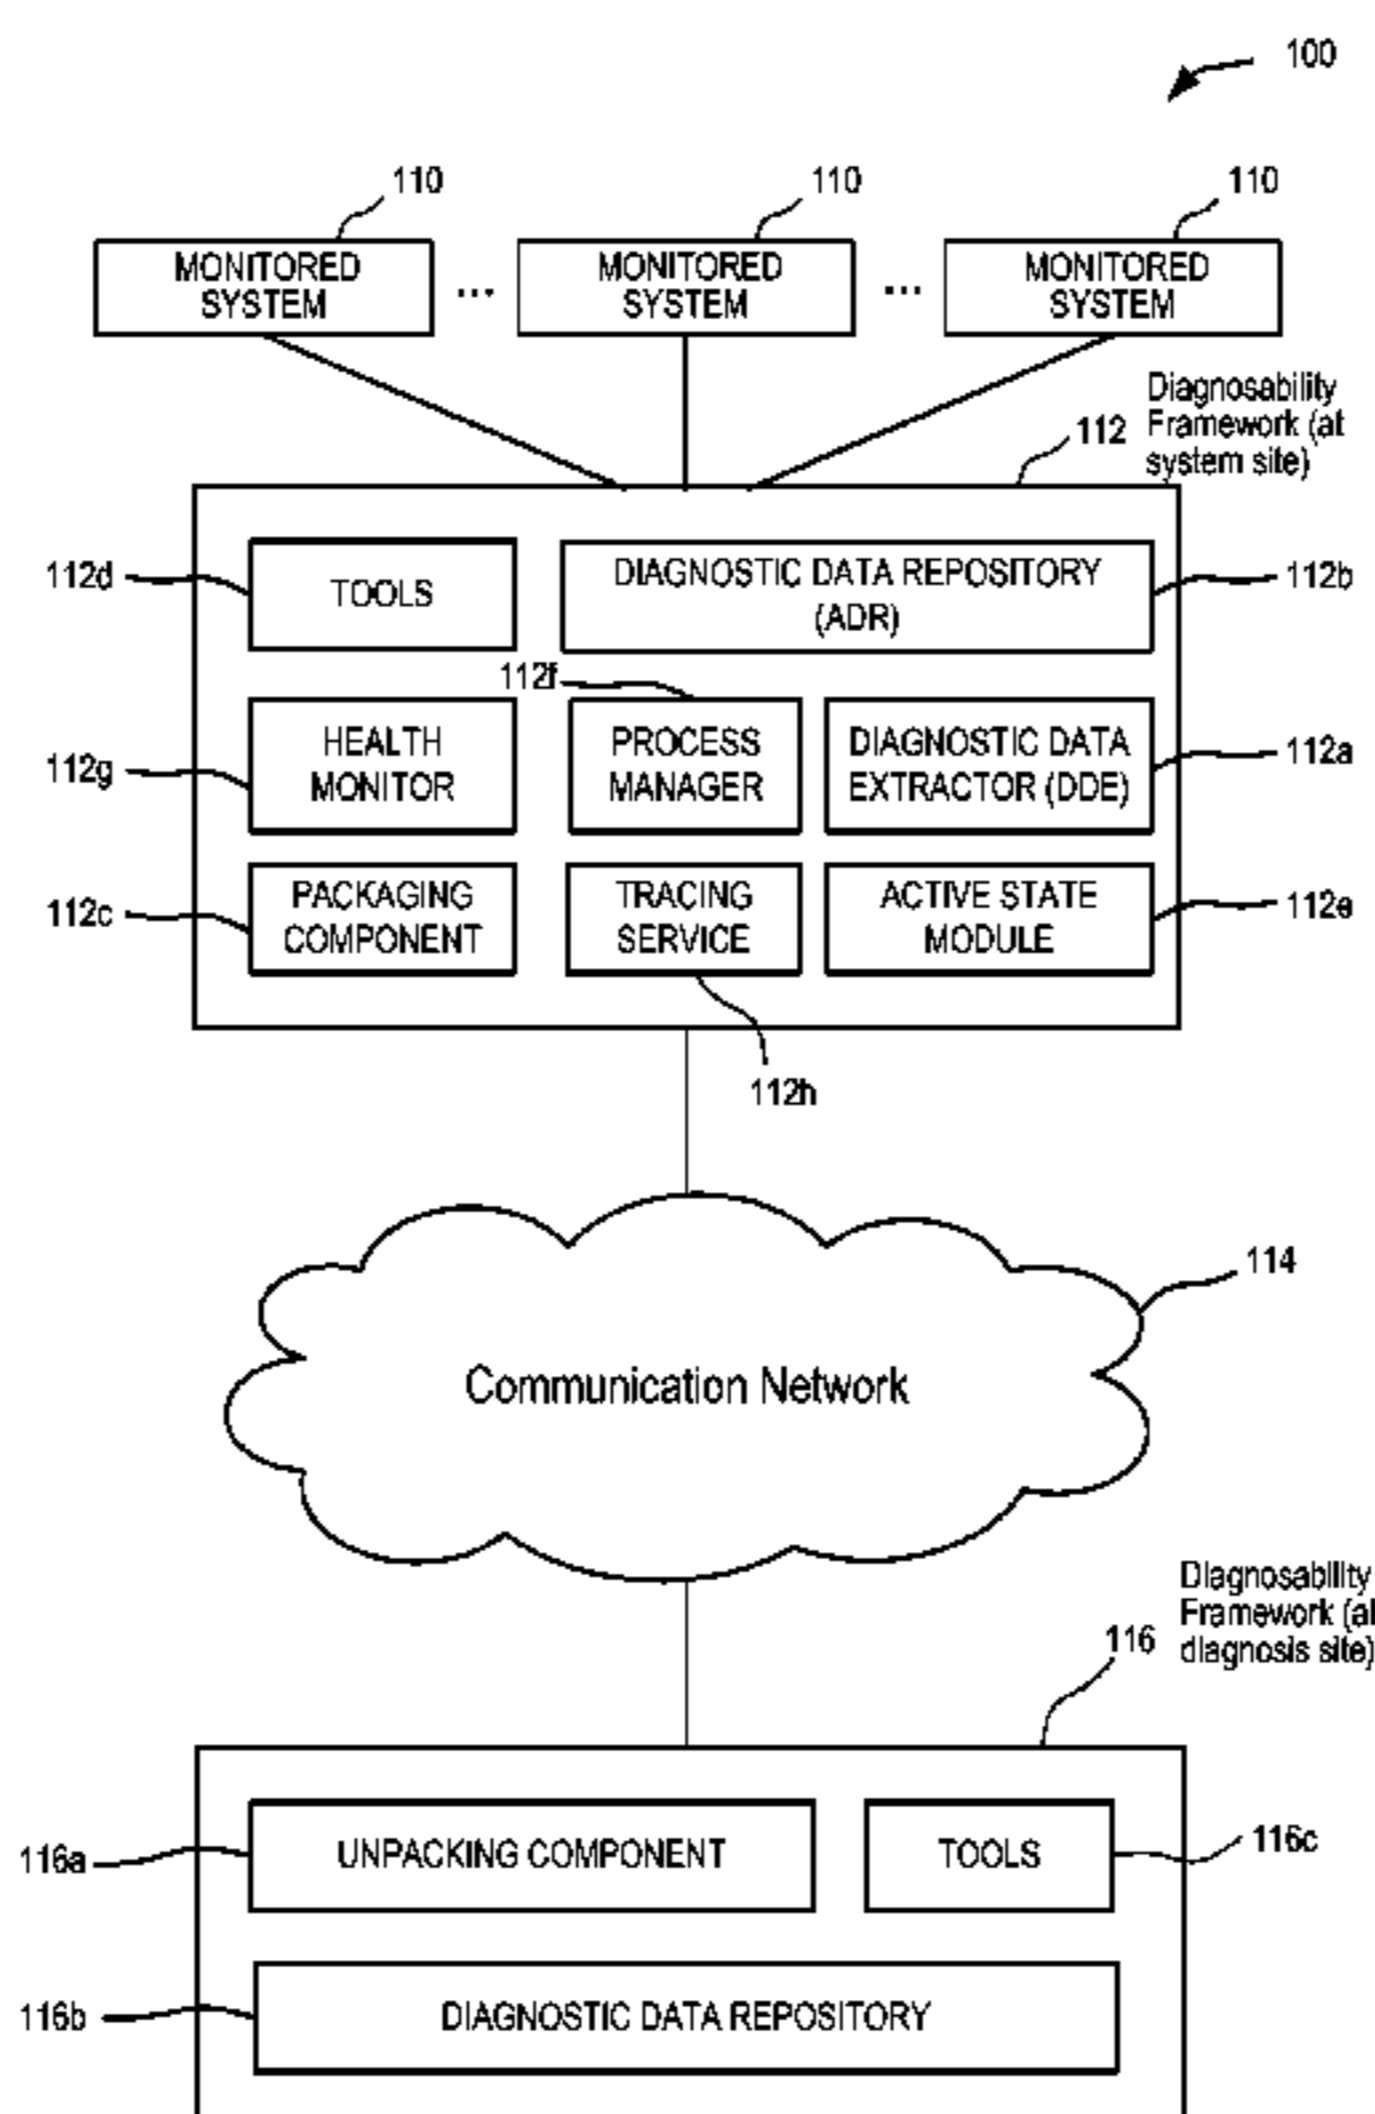 100
110
110
110
MONITORED
SYSTEM
...
MONITORED
SYSTEM
...
MONITORED
SYSTEM
112
Diagnosability
Framework (at
system site)
112d
TOOLS
DIAGNOSTIC DATA REPOSITORY
(ADR)
112b
112f
112g
HEALTH
MONITOR
PROCESS
MANAGER
DIAGNOSTIC DATA
EXTRACTOR (DDE)
112a
112c
PACKAGING
COMPONENT
TRACING
SERVICE
ACTIVE STATE
MODULE
112e
112h
114
Communication Network
116
Diagnosability
Framework (at
diagnosis site)
116a
UNPACKING COMPONENT
TOOLS
116c
116b
DIAGNOSTIC DATA REPOSITORY